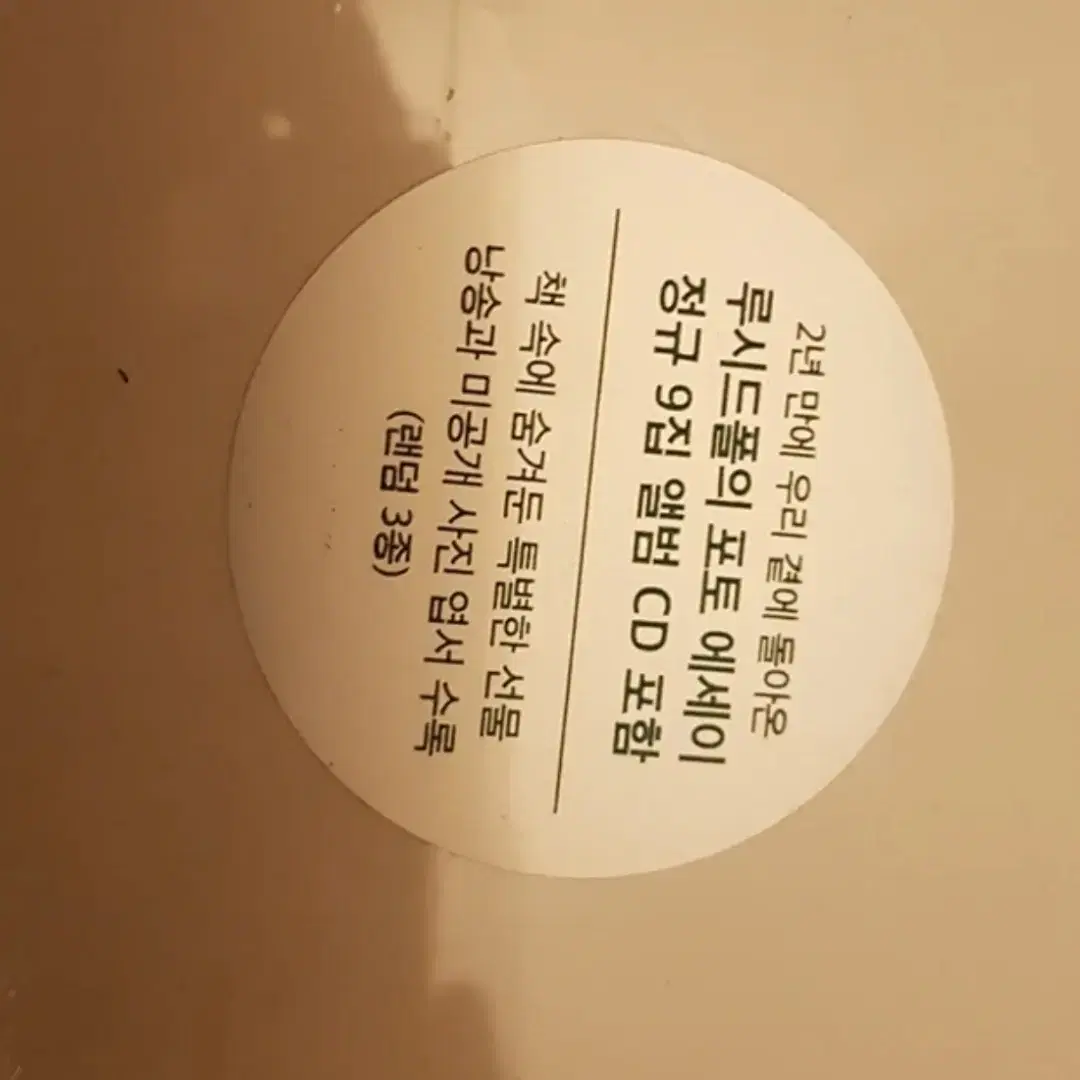 2년 만에 우리 곁에 돌아온
루시드폴의 포토 에세이
정규 9집 앨범 CD 포함
책 속에 숨겨둔 특별한 선물
낭송과 미공개 사진 엽서 수록
(랜덤 3종)